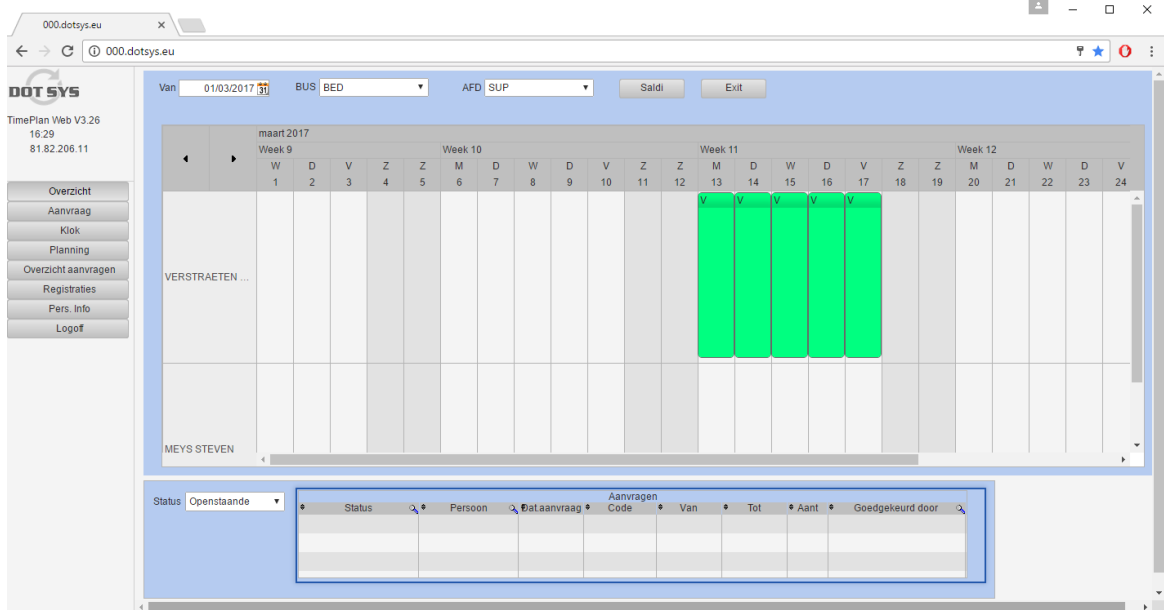 000.dotsys.eu
000.dotsys.eu
DOT SYS
TimePlan Web V3.26
16:29
81.82.206.11
Overzicht
Aanvraag
Klok
Planning
Overzicht aanvragen
Registraties
Pers. Info
Logoff
Van 01/03/2017 31 BUS BED AFD SUP Saldi Exit
maart 2017
Week 9 Week 10 Week 11 Week 12
W D V Z Z M D W D V Z Z M D W D V Z Z M D W D V
1 2 3 4 5 6 7 8 9 10 11 12 13 14 15 16 17 18 19 20 21 22 23 24
V V V V V
VERSTRAETEN ...
MEYS STEVEN
Status Openstaande
Aanvragen
Status Persoon Dat.aanvraag Code Van Tot Aant Goedgekeurd door